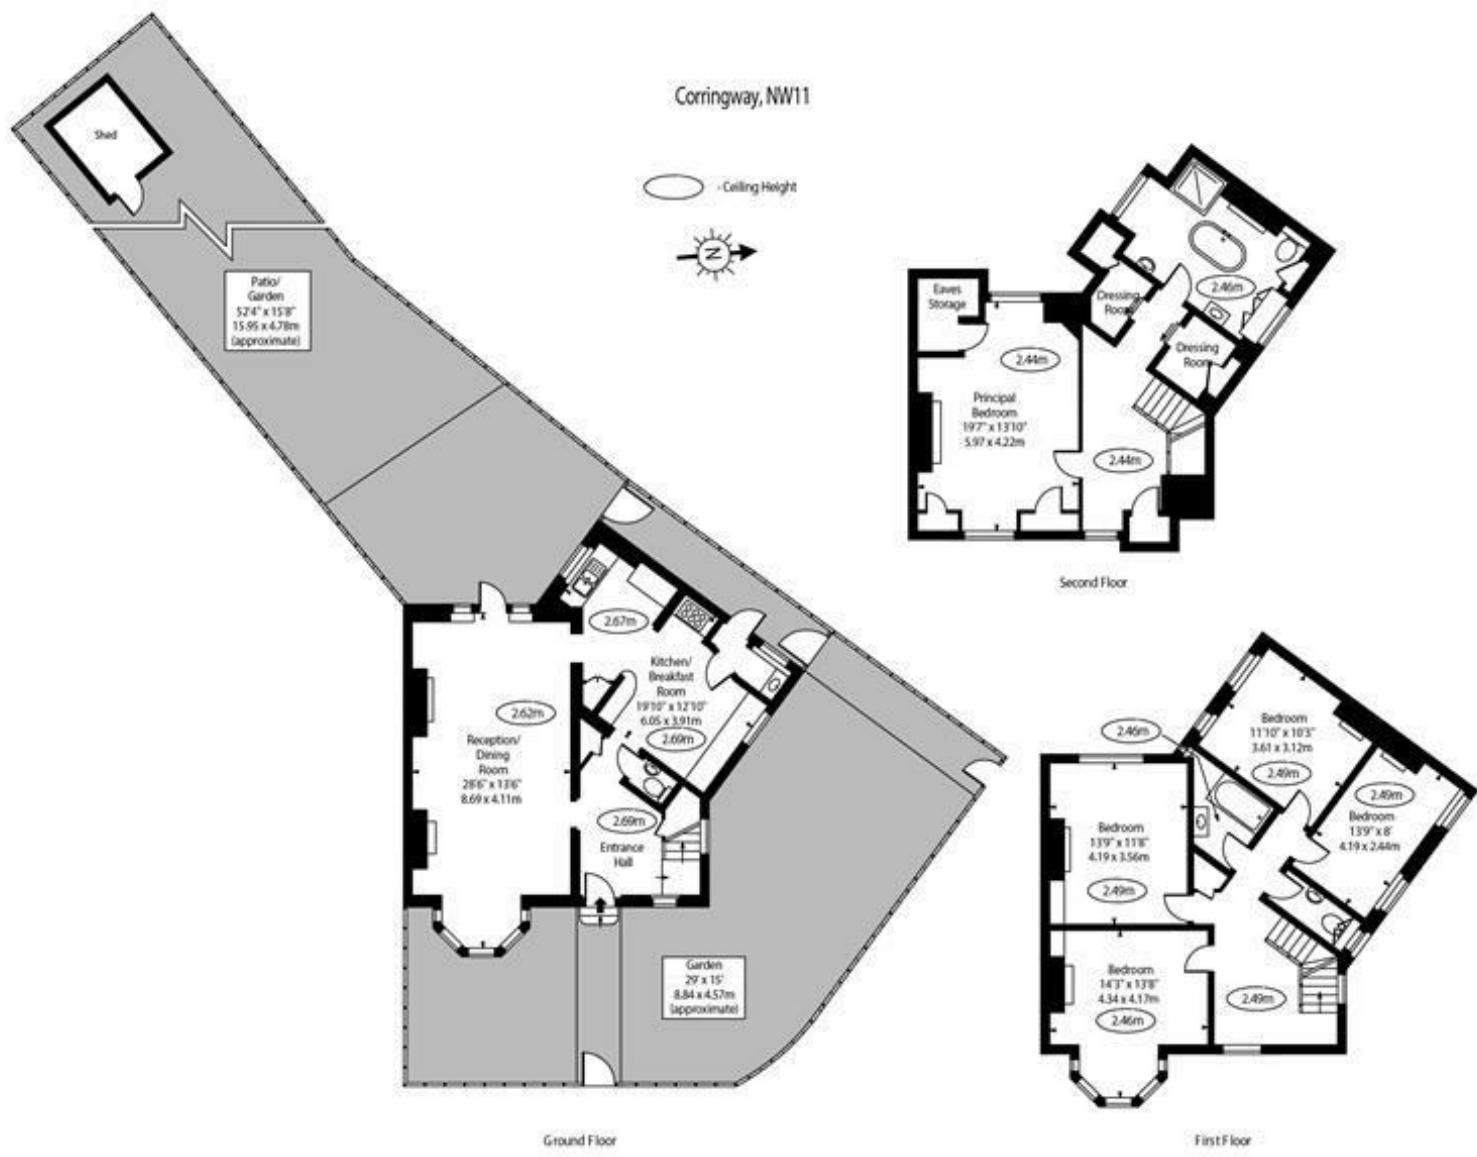 Corringway, NW11
- Ceiling Height
N
Shed
Patio/
Garden
52'4" x 15'8"
15.95 x 4.78m
(approximate)
2.67m
Kitchen/
Breakfast
Room
19'10" x 12'10"
6.05 x 3.91m
2.69m
2.62m
Reception/
Dining
Room
28'6" x 13'6"
8.69 x 4.11m
2.69m
Entrance
Hall
Garden
29' x 15'
8.84 x 4.57m
(approximate)
Ground Floor
Eaves
Storage
2.44m
Principal
Bedroom
19'7" x 13'10"
5.97 x 4.22m
Dressing
Room
2.46m
Dressing
Room
2.44m
Second Floor
2.46m
Bedroom
11'10" x 10'3"
3.61 x 3.12m
2.49m
2.49m
Bedroom
13'9" x 8'
4.19 x 2.44m
Bedroom
13'9" x 11'8"
4.19 x 3.56m
2.49m
Bedroom
14'3" x 13'8"
4.34 x 4.17m
2.46m
2.49m
First Floor